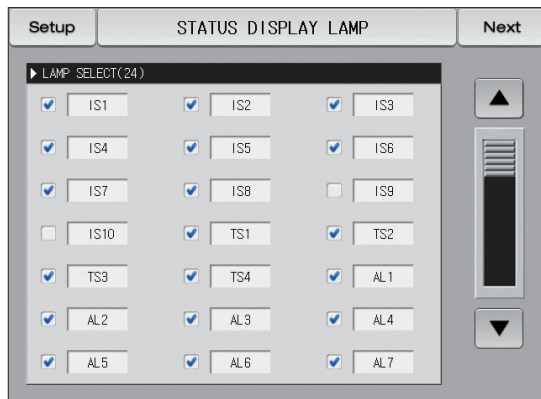 Setup STATUS DISPLAY LAMP Next
▶ LAMP SELECT(24)
IS1 IS2 IS3
IS4 IS5 IS6
IS7 IS8 IS9
IS10 TS1 TS2
TS3 TS4 AL1
AL2 AL3 AL4
AL5 AL6 AL7